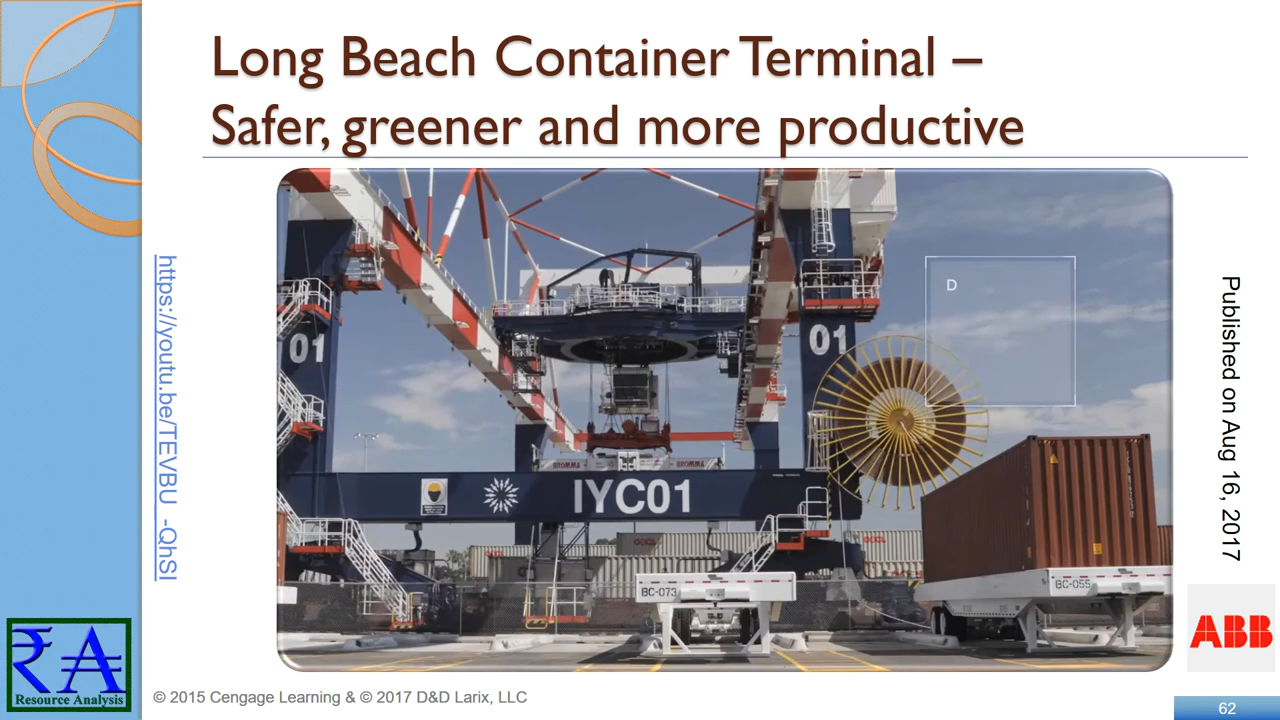 Long Beach Container Terminal –
Safer, greener and more productive
https://youtu.be/TEVBU_-QhSI
D
01
01
IYC01
BC-073
BC-055
Published on Aug 16, 2017
ABB
₹A
Resource Analysis
© 2015 Cengage Learning & © 2017 D&D Larix, LLC
62